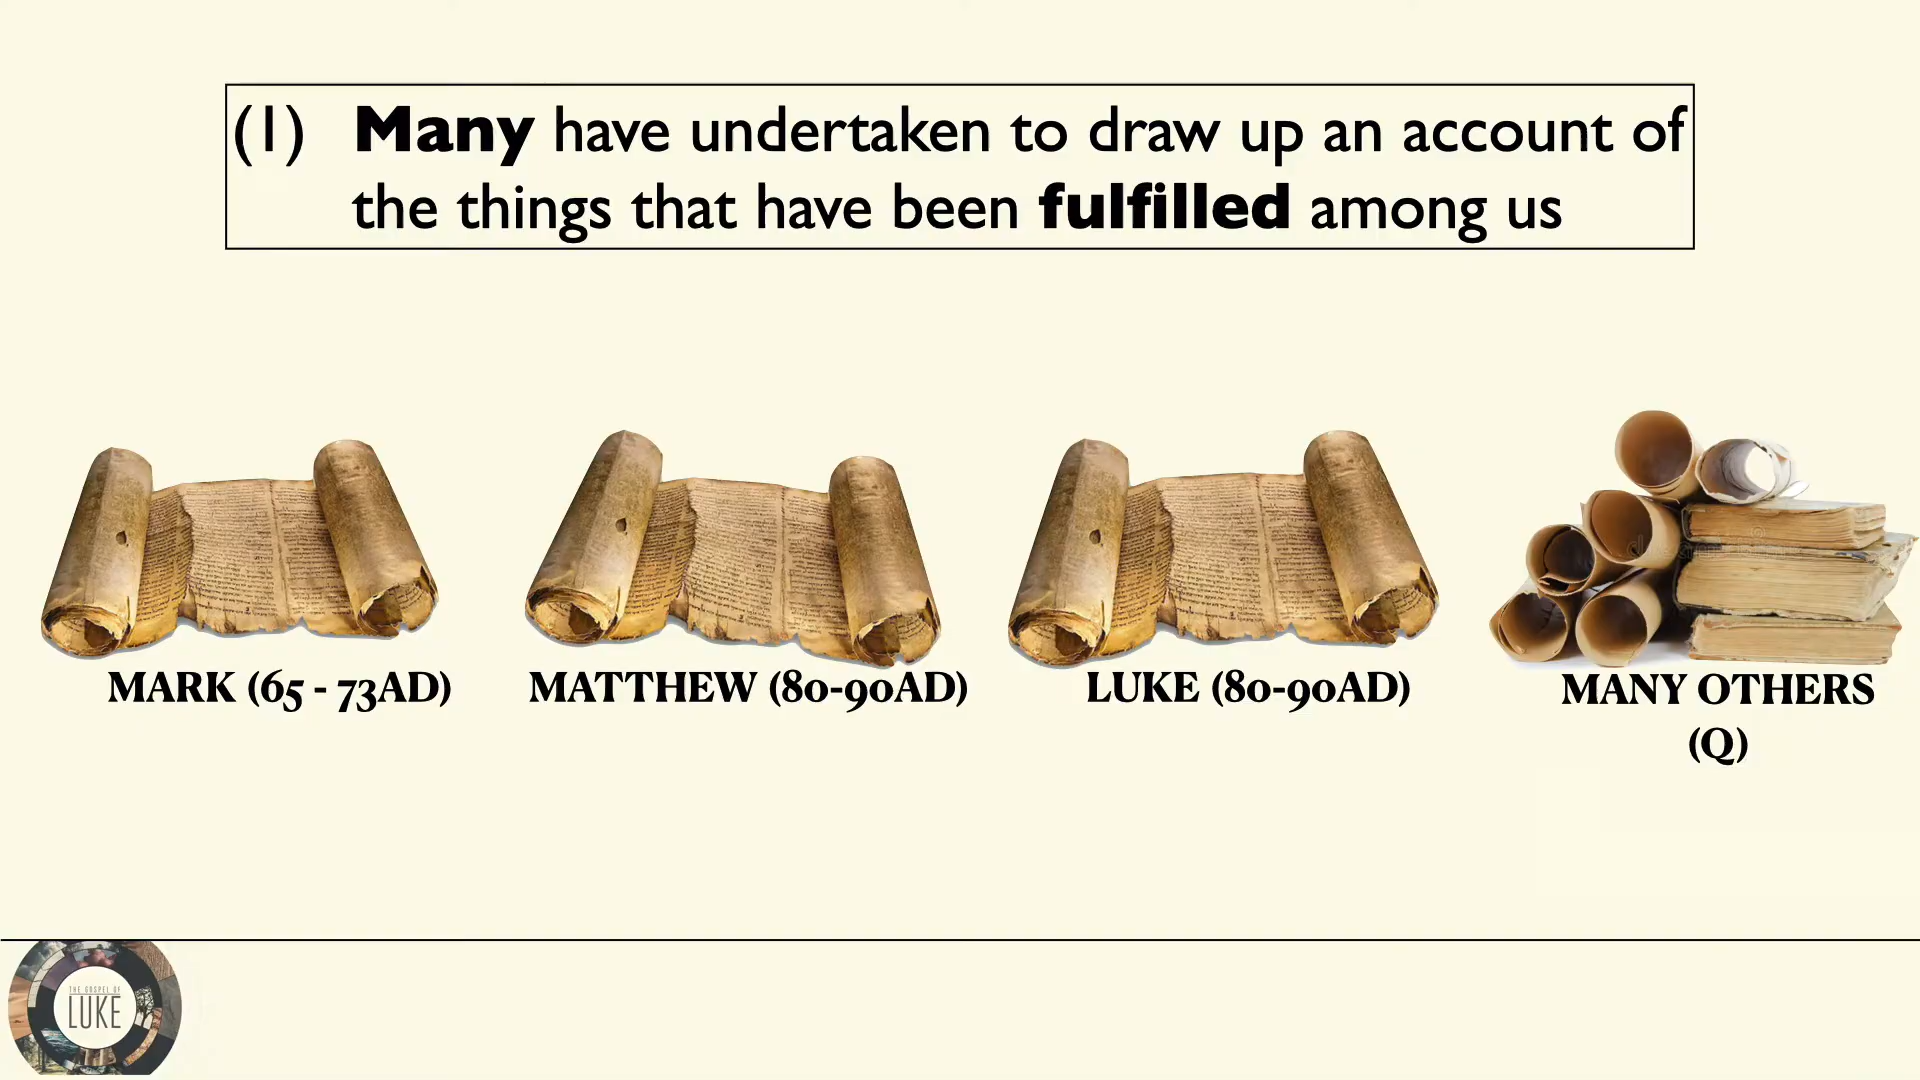 (1) Many have undertaken to draw up an account of
the things that have been fulfilled among us
MARK (65 - 73AD)
MATTHEW (80-90AD)
LUKE (80-90AD)
MANY OTHERS
(Q)
THE GOSPEL OF
LUKE